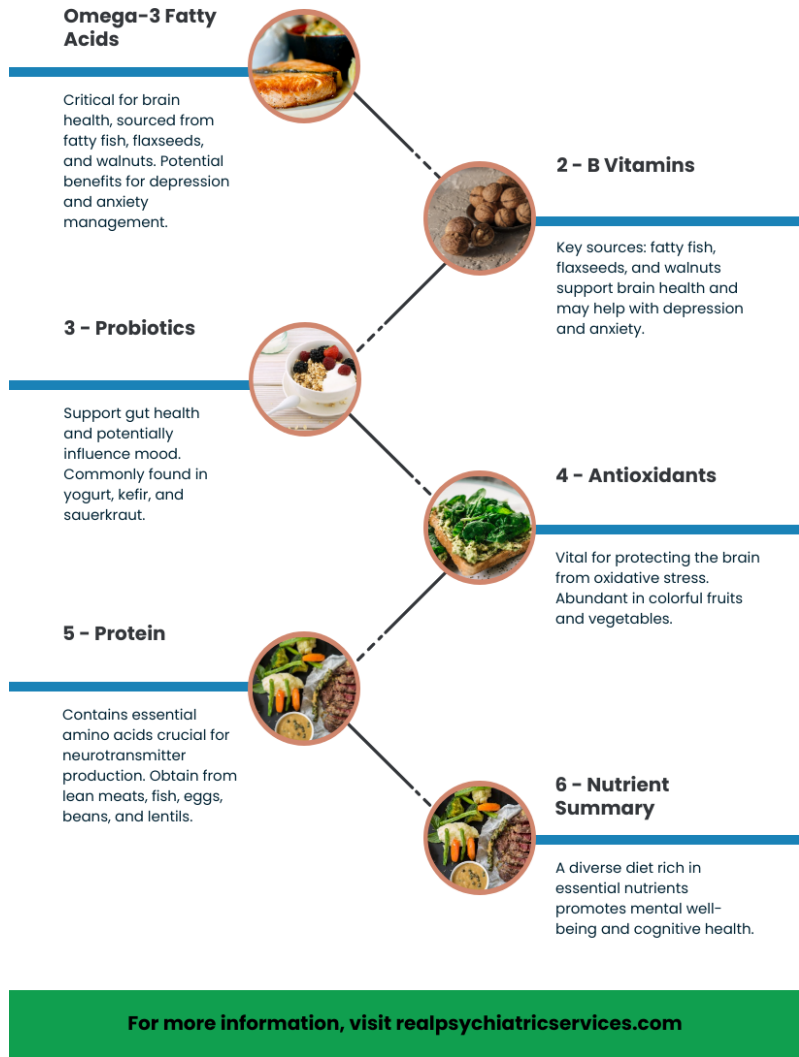 Omega-3 Fatty
Acids
Critical for brain
health, sourced from
fatty fish, flaxseeds,
and walnuts. Potential
benefits for depression
and anxiety
management.
2 - B Vitamins
Key sources: fatty fish,
flaxseeds, and walnuts
support brain health and
may help with depression
and anxiety.
3 - Probiotics
Support gut health
and potentially
influence mood.
Commonly found in
yogurt, kefir, and
sauerkraut.
4 - Antioxidants
Vital for protecting the brain
from oxidative stress.
Abundant in colorful fruits
and vegetables.
5 - Protein
Contains essential
amino acids crucial for
neurotransmitter
production. Obtain from
lean meats, fish, eggs,
beans, and lentils.
6 - Nutrient
Summary
A diverse diet rich in
essential nutrients
promotes mental well-
being and cognitive health.
For more information, visit realpsychiatricservices.com